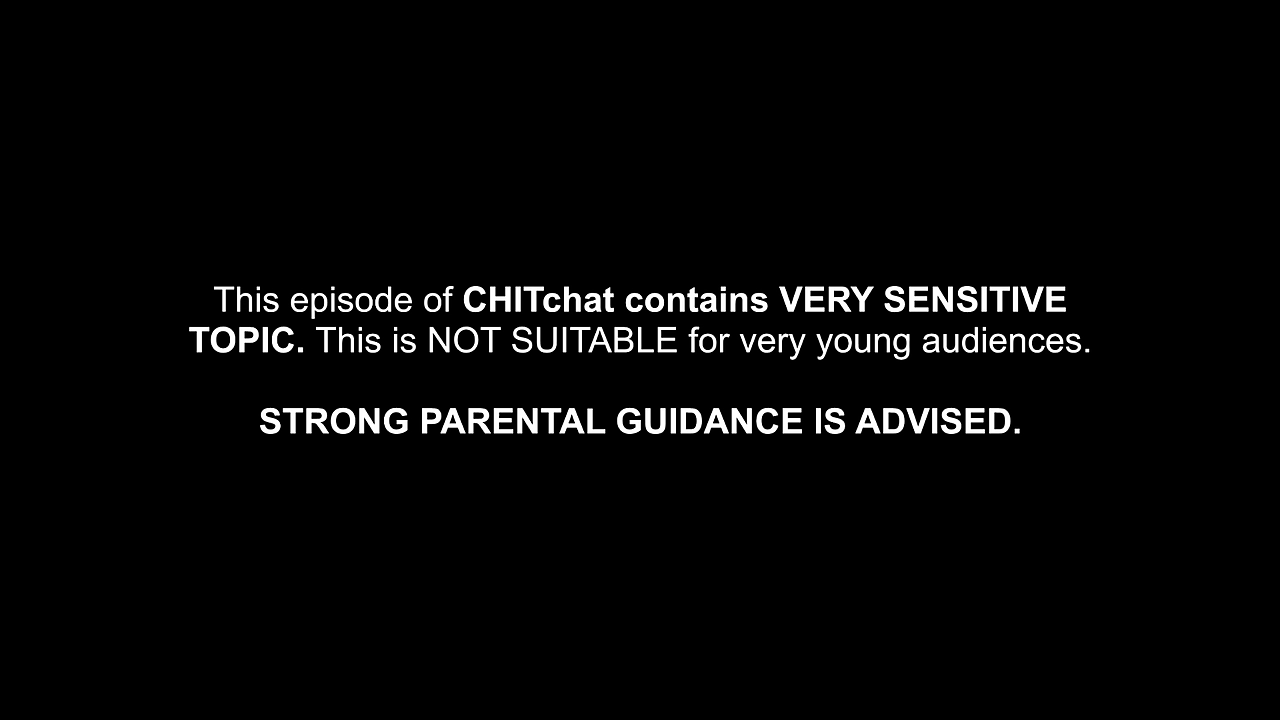 This episode of CHITchat contains VERY SENSITIVE
TOPIC. This is NOT SUITABLE for very young audiences.
STRONG PARENTAL GUIDANCE IS ADVISED.